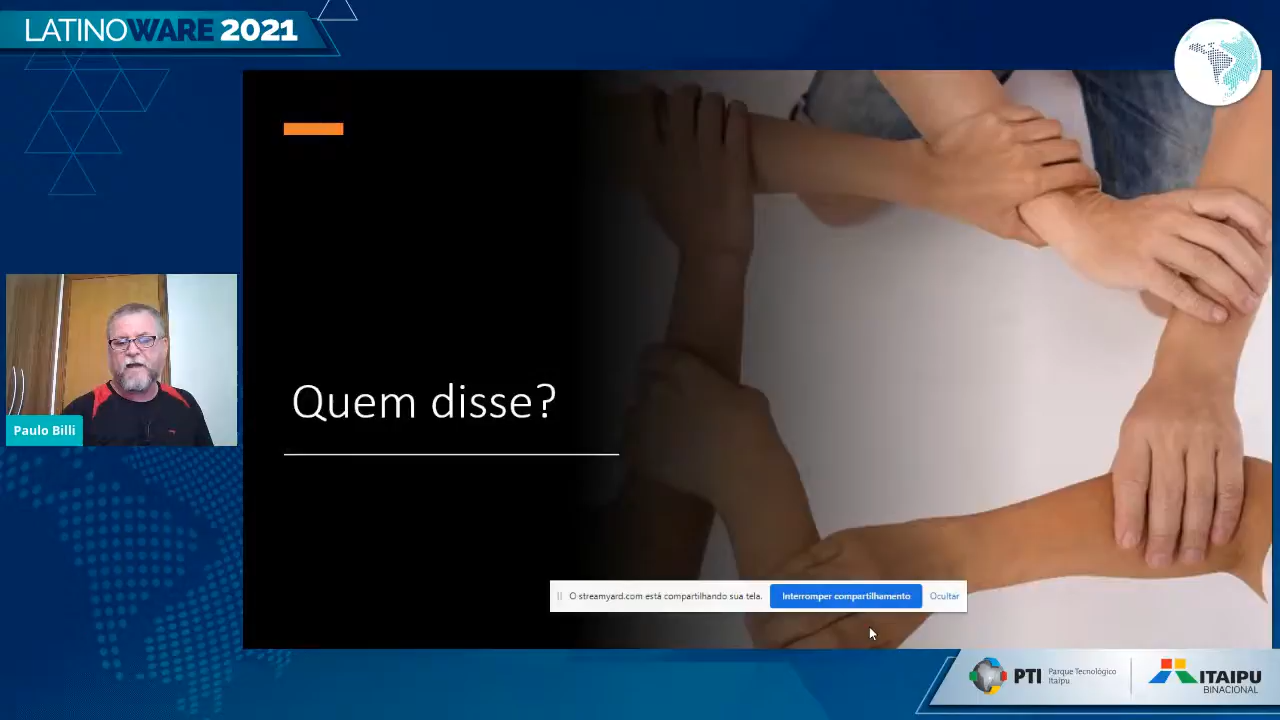 LATINOWARE 2021
Quem disse?
Paulo Billi
O streamyard.com está compartilhando sua tela.
Interromper compartilhamento
Ocultar
PTI
Parque Tecnológico
Itaipu
ITAIPU
BINACIONAL